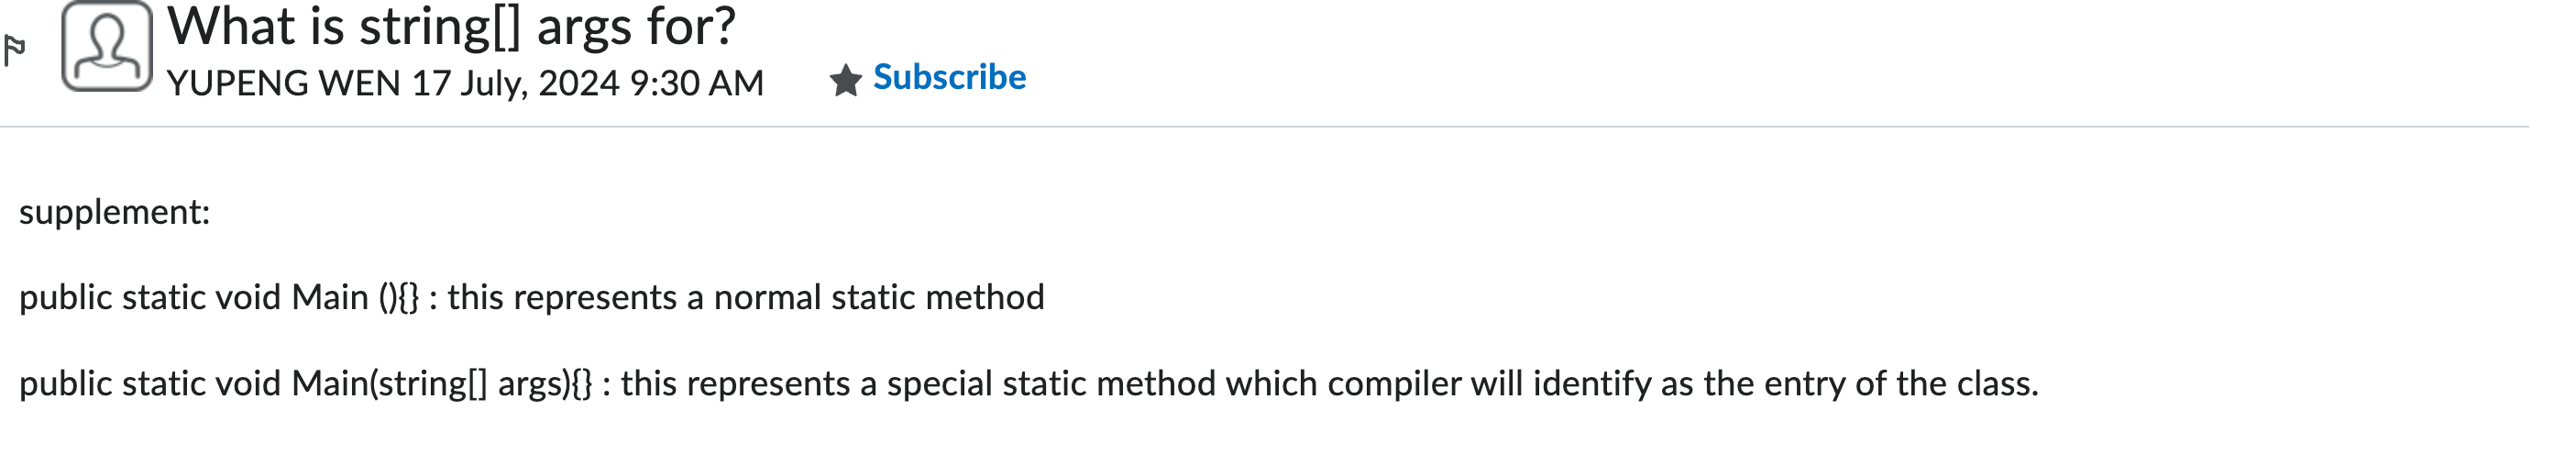 What is string[] args for?
YUPENG WEN 17 July, 2024 9:30 AM ★ Subscribe
supplement:
public static void Main (){} : this represents a normal static method
public static void Main(string[] args){} : this represents a special static method which compiler will identify as the entry of the class.